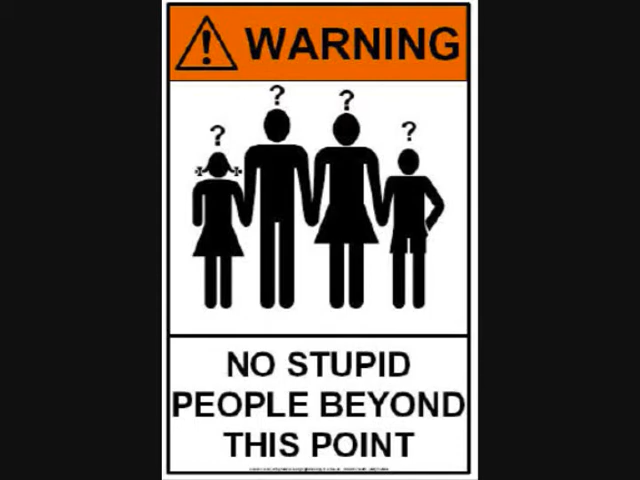 WARNING
? ?
? ?
NO STUPID
PEOPLE BEYOND
THIS POINT